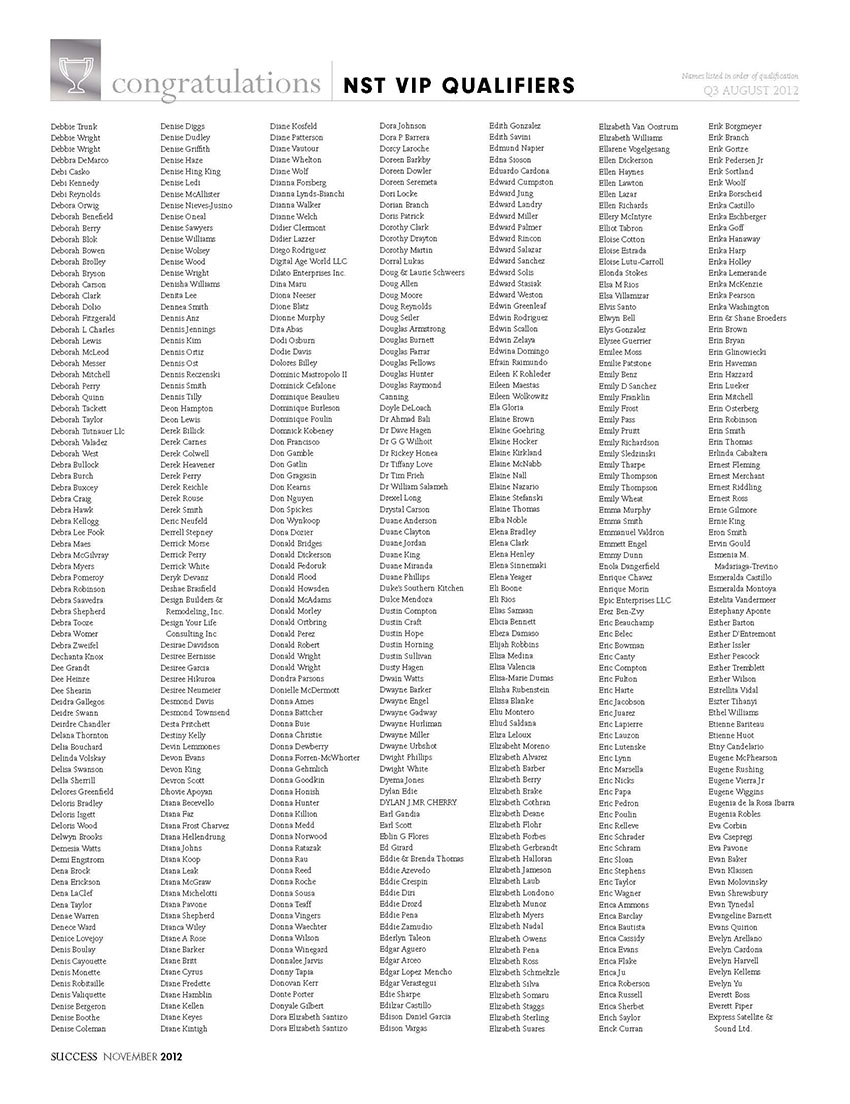 congratulations
NST VIP QUALIFIERS
Names listed in order of qualification
Q3 AUGUST 2012
Debbie Trunk
Debbie Wright
Debbie Wright
Debbra DeMarco
Debi Casko
Debi Kennedy
Debi Reynolds
Debora Orwig
Deborah Benefield
Deborah Berry
Deborah Blok
Deborah Bowen
Deborah Brolley
Deborah Bryson
Deborah Carson
Deborah Clark
Deborah Dolio
Deborah Fitzgerald
Deborah L Charles
Deborah Lewis
Deborah McLeod
Deborah Messer
Deborah Mitchell
Deborah Perry
Deborah Quinn
Deborah Tackett
Deborah Taylor
Deborah Tutnauer Llc
Deborah Valadez
Deborah West
Debra Bullock
Debra Burch
Debra Buxcey
Debra Craig
Debra Hawk
Debra Kellogg
Debra Lee Fook
Debra Maes
Debra McGilvray
Debra Myers
Debra Pomeroy
Debra Robinson
Debra Saavedra
Debra Shepherd
Debra Tooze
Debra Womer
Debra Zweifel
Dechanta Knox
Dee Grandt
Dee Heinze
Dee Shearin
Deidra Gallegos
Deidre Swann
Deirdre Chandler
Delana Thornton
Delia Bouchard
Delinda Volskay
Delisa Swanson
Della Sherrill
Delores Greenfield
Deloris Bradley
Deloris Isgett
Deloris Wood
Delwyn Brooks
Demesia Watts
Demi Engstrom
Dena Brock
Dena Erickson
Dena LaClef
Dena Taylor
Denae Warren
Denece Ward
Denice Lovejoy
Denis Boulay
Denis Cayouette
Denis Monette
Denis Robitaille
Denis Valiquette
Denise Bergeron
Denise Boothe
Denise Coleman
Denise Diggs
Denise Dudley
Denise Griffith
Denise Haze
Denise Hing King
Denise Ledi
Denise McAllister
Denise Nieves-Jusino
Denise Oneal
Denise Sawyers
Denise Williams
Denise Wolsey
Denise Wood
Denise Wright
Denisha Williams
Denita Lee
Dennea Smith
Dennis Anz
Dennis Jennings
Dennis Kim
Dennis Ortiz
Dennis Ost
Dennis Reczenski
Dennis Smith
Dennis Tilly
Deon Hampton
Deon Lewis
Derek Billick
Derek Carnes
Derek Colwell
Derek Heavener
Derek Perry
Derek Reichle
Derek Rouse
Derek Smith
Deric Neufeld
Derrell Stepney
Derrick Morse
Derrick Perry
Derrick White
Deryk Devanz
Deshae Brasfield
Design Builders &
Remodeling, Inc.
Design Your Life
Consulting Inc
Desirae Davidson
Desiree Eernisse
Desiree Garcia
Desiree Hikuroa
Desiree Neumeier
Desmond Davis
Desmond Townsend
Desta Pritchett
Destiny Kelly
Devin Lemmones
Devon Evans
Devon King
Devron Scott
Dhovie Apoyan
Diana Becevello
Diana Faz
Diana Frost Charvez
Diana Hellendrung
Diana Johns
Diana Koop
Diana Leak
Diana McGraw
Diana Michelotti
Diana Pavone
Diana Shepherd
Dianca Wiley
Diane A Rose
Diane Barker
Diane Britt
Diane Cyrus
Diane Fredette
Diane Hamblin
Diane Kellen
Diane Keyes
Diane Kintigh
Diane Kosfeld
Diane Patterson
Diane Vautour
Diane Whelton
Diane Wolf
Dianna Fornberg
Dianna Lynds-Bianchi
Dianna Walker
Dianne Welch
Didier Clermont
Didier Lazzer
Diego Rodriguez
Digital Age World LLC
Dilato Enterprises Inc.
Dina Maru
Diona Neeser
Dione Blatz
Dionne Murphy
Dita Abas
Dodi Osburn
Dodie Davis
Dolores Billey
Dominic Mastropolo II
Dominick Cefalone
Dominique Beaulieu
Dominique Burleson
Dominique Poulin
Domnick Kobeney
Don Francisco
Don Gamble
Don Gatlin
Don Gragasin
Don Kearns
Don Nguyen
Don Spickes
Don Wynkoop
Dona Dozier
Donald Bridges
Donald Dickerson
Donald Fedoruk
Donald Flood
Donald Howsden
Donald McAdams
Donald Morley
Donald Ortbring
Donald Perez
Donald Robert
Donald Wright
Donald Wright
Dondra Parsons
Donielle McDermott
Donna Ames
Donna Battcher
Donna Buie
Donna Christie
Donna Dewberry
Donna Forren-McWhorter
Donna Gehmlich
Donna Goodkin
Donna Honish
Donna Hunter
Donna Killion
Donna Medd
Donna Norwood
Donna Ratazak
Donna Rau
Donna Reed
Donna Roche
Donna Sousa
Donna Teaff
Donna Vingers
Donna Waechter
Donna Wilson
Donna Winegard
Donnalee Jarvis
Donny Tapia
Donovan Kerr
Donte Porter
Donyale Gilbert
Dora Elizabeth Santizo
Dora Elizabeth Santizo
Dora Johnson
Dora P Barrera
Dorcy Laroche
Doreen Barkby
Doreen Dowler
Doreen Seremeta
Dori Locke
Dorian Branch
Doris Patrick
Dorothy Clark
Dorothy Drayton
Dorothy Martin
Dorral Lukas
Doug & Laurie Schweers
Doug Allen
Doug Moore
Doug Reynolds
Doug Seiler
Douglas Armstrong
Douglas Burnett
Douglas Farrar
Douglas Fellows
Douglas Hunter
Douglas Raymond
Canning
Doyle DeLoach
Dr Ahmad Bali
Dr Dave Hagen
Dr G G Wilhoit
Dr Rickey Honea
Dr Tiffany Love
Dr Tim Frieh
Dr William Salameh
Drexel Long
Drystal Carson
Duane Anderson
Duane Clayton
Duane Jordan
Duane King
Duane Miranda
Duane Phillips
Duke's Southern Kitchen
Dulce Mendoza
Dustin Compton
Dustin Craft
Dustin Hope
Dustin Horning
Dustin Sullivan
Dusty Hagen
Dwain Watts
Dwayne Barker
Dwayne Engel
Dwayne Gadway
Dwayne Hurliman
Dwayne Miller
Dwayne Urbshot
Dwight Phillips
Dwight White
Dyema Jones
Dylan Edie
DYLAN J.MR CHERRY
Earl Gandia
Earl Scott
Eblin G Flores
Ed Girard
Eddie & Brenda Thomas
Eddie Azevedo
Eddie Crespin
Eddie Diri
Eddie Drozd
Eddie Pena
Eddie Zamudio
Ederlyn Taleon
Edgar Aguero
Edgar Arceo
Edgar Lopez Mencho
Edgar Verastegui
Edie Sharpe
Edilzar Castillo
Edison Daniel Garcia
Edison Vargas
Edith Gonzalez
Edith Savini
Edmund Napier
Edna Sioson
Eduardo Cardona
Edward Cumpston
Edward Jung
Edward Landry
Edward Miller
Edward Palmer
Edward Rincon
Edward Salazar
Edward Sanchez
Edward Solis
Edward Stasiak
Edward Weston
Edwin Greenleaf
Edwin Rodriguez
Edwin Scallon
Edwin Zelaya
Edwina Domingo
Efrain Raimundo
Eileen K Rohleder
Eileen Maestas
Eileen Wolkowitz
Ela Gloria
Elaine Brown
Elaine Goehring
Elaine Hocker
Elaine Kirkland
Elaine McNabb
Elaine Nall
Elaine Nazario
Elaine Stefanski
Elaine Thomas
Elba Noble
Elena Bradley
Elena Clark
Elena Henley
Elena Sinnemaki
Elena Yeager
Eli Boone
Eli Rios
Elias Samaan
Elicia Bennett
Elieza Damaso
Elijah Robbins
Elisa Medina
Elisa Valencia
Elisa-Marie Dumas
Elisha Rubenstein
Elissa Blanke
Eliu Montero
Eliud Saldana
Eliza Leloux
Elizabeht Moreno
Elizabeth Alvarez
Elizabeth Barber
Elizabeth Berry
Elizabeth Brake
Elizabeth Cothran
Elizabeth Deane
Elizabeth Flohr
Elizabeth Forbes
Elizabeth Gerbrandt
Elizabeth Halloran
Elizabeth Jameson
Elizabeth Laub
Elizabeth Londono
Elizabeth Munoz
Elizabeth Myers
Elizabeth Nadal
Elizabeth Owens
Elizabeth Pena
Elizabeth Ross
Elizabeth Schmeltzle
Elizabeth Silva
Elizabeth Somaru
Elizabeth Staggs
Elizabeth Sterling
Elizabeth Suares
Elizabeth Van Oostrum
Elizabeth Williams
Ellarene Vogelgesang
Ellen Dickerson
Ellen Haynes
Ellen Lawton
Ellen Lazar
Ellen Richards
Ellery McIntyre
Elliot Tabron
Eloise Cotton
Eloise Estrada
Eloise Lutu-Carroll
Elonda Stokes
Elsa M Rios
Elsa Villamizar
Elvis Santo
Elwyn Bell
Elys Gonzalez
Elysee Guerrier
Emilee Moss
Emilie Patstone
Emily Benz
Emily D Sanchez
Emily Franklin
Emily Frost
Emily Pass
Emily Pruitt
Emily Richardson
Emily Sledzinski
Emily Tharpe
Emily Thompson
Emily Thompson
Emily Wheat
Emma Murphy
Emma Smith
Emmanuel Valdron
Emmett Engel
Emmy Dunn
Enola Dangerfield
Enrique Chavez
Enrique Morin
Epic Enterprises LLC
Erez Ben-Zvy
Eric Beauchamp
Eric Belec
Eric Bowman
Eric Canty
Eric Compton
Eric Fulton
Eric Harte
Eric Jacobson
Eric Juarez
Eric Lapierre
Eric Lauzon
Eric Lutenske
Eric Lynn
Eric Marsella
Eric Nicks
Eric Papa
Eric Pedron
Eric Poulin
Eric Relleve
Eric Schrader
Eric Schram
Eric Sloan
Eric Stephens
Eric Taylor
Eric Wagner
Erica Ammons
Erica Barclay
Erica Bautista
Erica Cassidy
Erica Evans
Erica Flake
Erica Ju
Erica Roberson
Erica Russell
Erica Sherbet
Erich Saylor
Erick Curran
Erik Borgmeyer
Erik Branch
Erik Gortze
Erik Pedersen Jr
Erik Sortland
Erik Woolf
Erika Borscheid
Erika Castillo
Erika Eschberger
Erika Goff
Erika Hanaway
Erika Harp
Erika Holley
Erika Lemerande
Erika McKenzie
Erika Pearson
Erika Washington
Erin & Shane Broeders
Erin Brown
Erin Bryan
Erin Glinowiecki
Erin Haveman
Erin Hazzard
Erin Lueker
Erin Mitchell
Erin Osterberg
Erin Robinson
Erin Smith
Erin Thomas
Erlinda Cabaltera
Ernest Fleming
Ernest Merchant
Ernest Riddling
Ernest Ross
Ernie Gilmore
Ernie King
Eron Smith
Ervin Gould
Esmenia M.
Madariaga-Trevino
Esmeralda Castillo
Esmeralda Montoya
Estelita Vandermeer
Estephany Aponte
Esther Barton
Esther D'Entremont
Esther Issler
Esther Peacock
Esther Tremblett
Esther Wilson
Estrellita Vidal
Eszter Tihanyi
Ethel Williams
Etienne Bariteau
Etienne Huot
Etny Candelario
Eugene McPhearson
Eugene Rushing
Eugene Vierra Jr
Eugene Wiggins
Eugenia de la Rosa Ibarra
Eugenia Robles
Eva Corbin
Eva Csepregi
Eva Pavone
Evan Baker
Evan Klassen
Evan Molovinsky
Evan Shrewsbury
Evan Tynedal
Evangeline Barnett
Evans Quirion
Evelyn Arellano
Evelyn Cardona
Evelyn Harvell
Evelyn Kellems
Evelyn Yu
Everett Boss
Everett Piper
Express Satellite &
Sound Ltd.
SUCCESS NOVEMBER 2012